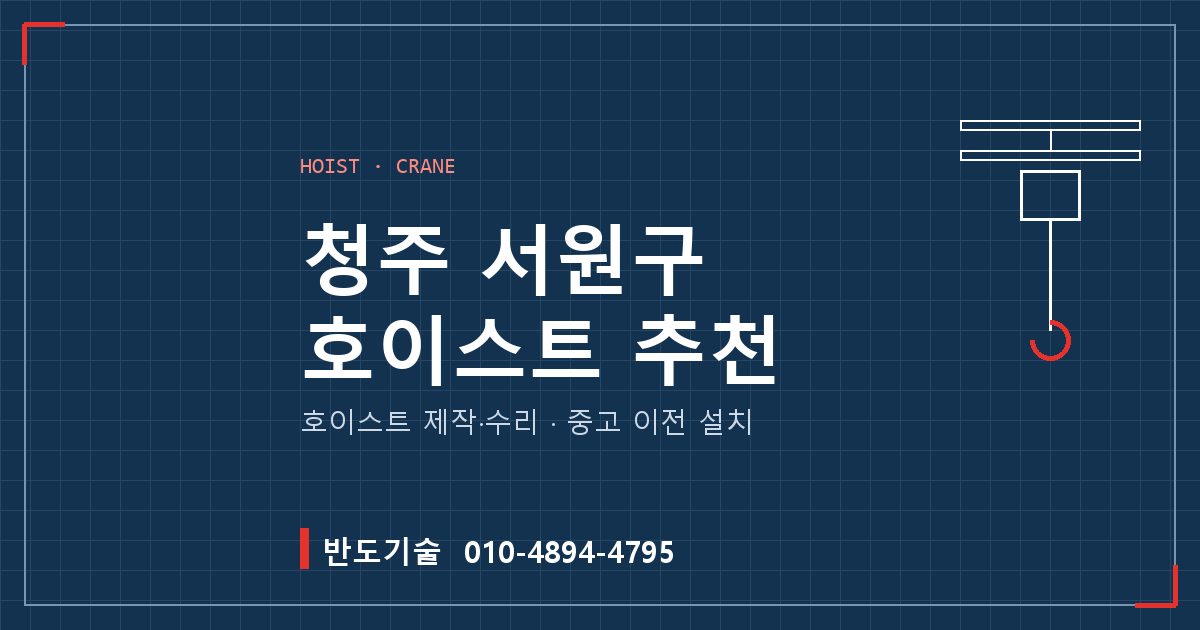 HOIST · CRANE
청주 서원구
호이스트 추천
호이스트 제작·수리 · 중고 이전 설치
반도기술 010-4894-4795